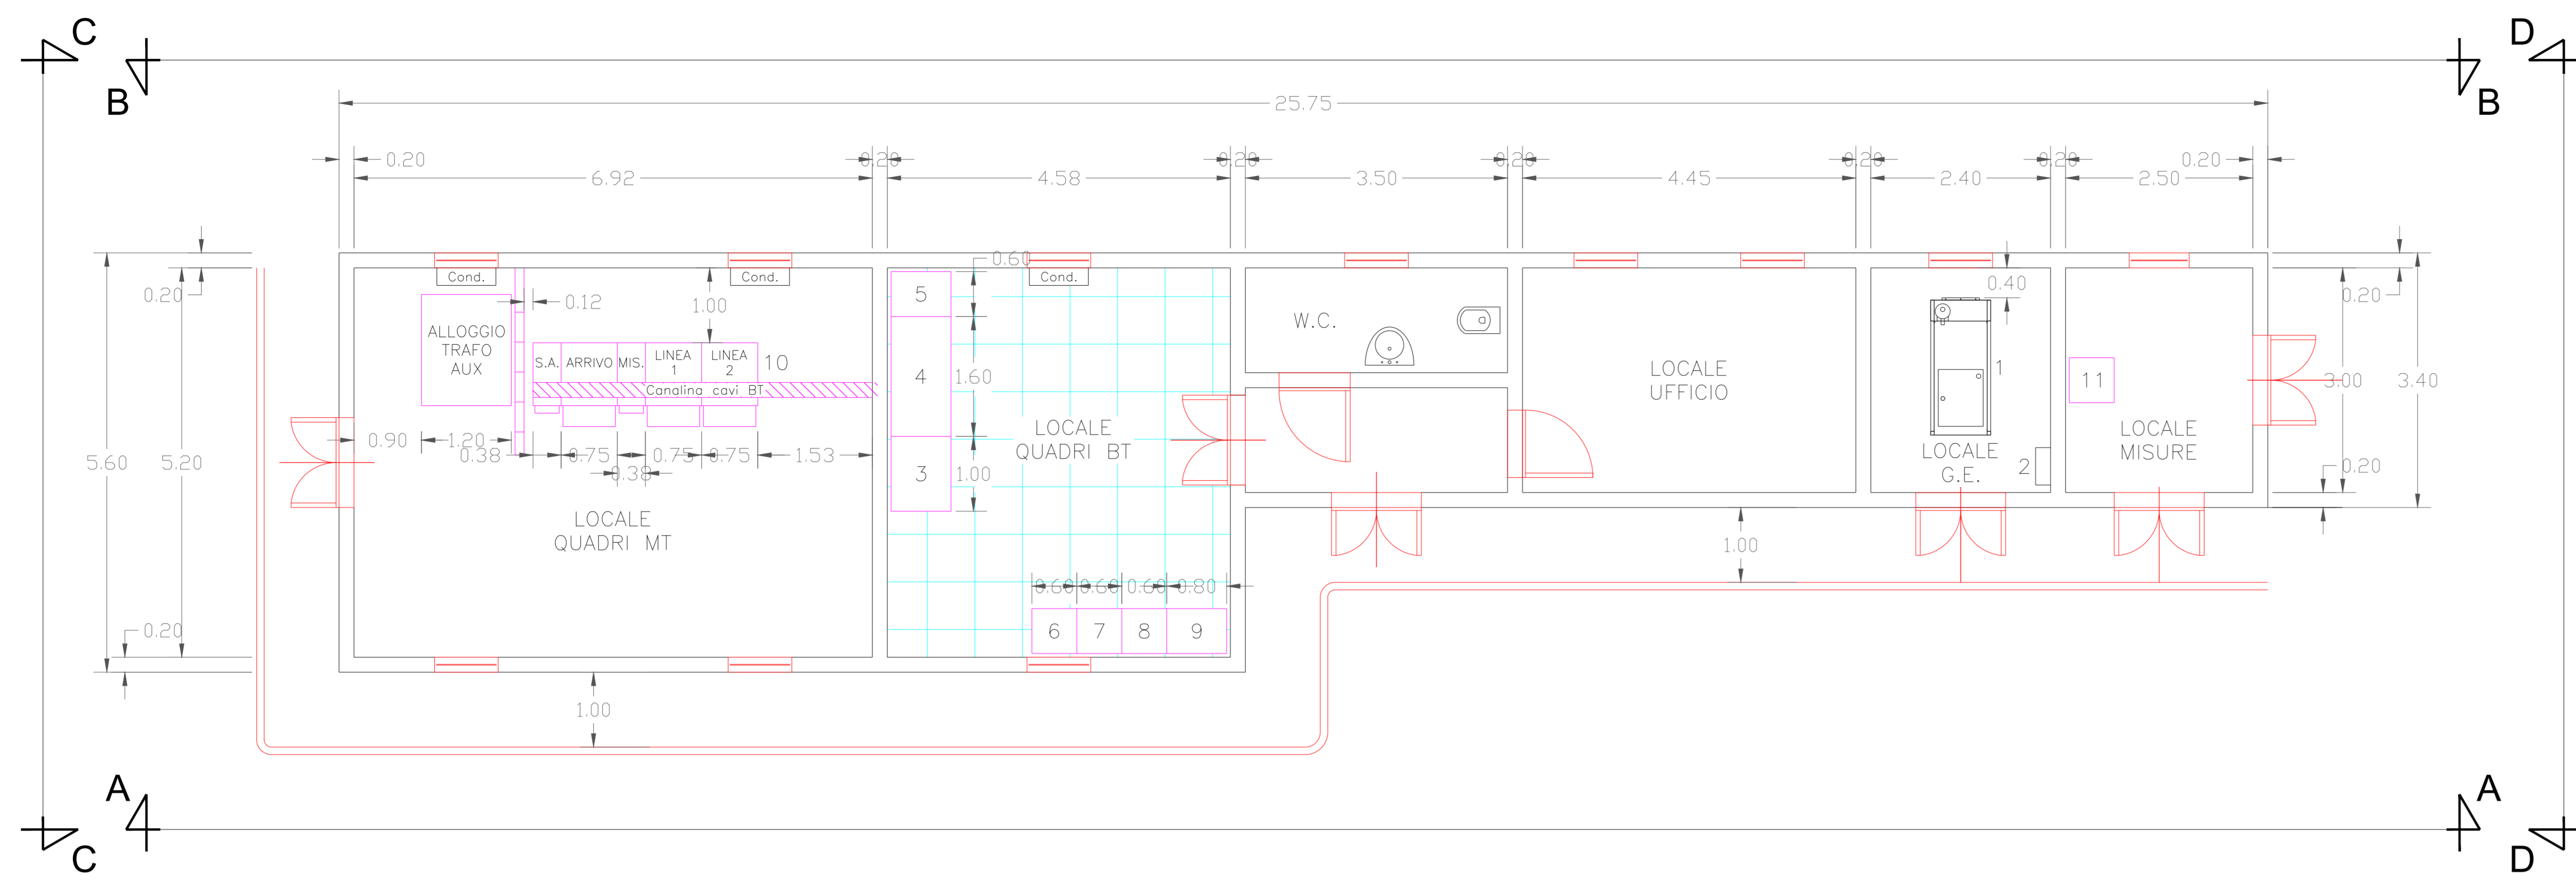 C
D
B
B
25.75
0.20
0.20
0.20
0.20
0.20
0.20
0.20
6.92
4.58
3.50
4.45
2.40
2.50
0.60
Cond.
Cond.
Cond.
0.40
0.20
0.20
5
0.12
1.00
ALLOGGIO
TRAFO
AUX
W.C.
S.A.
ARRIVO
MIS.
LINEA
1
LINEA
2
10
Canalina cavi BT
4
1.60
LOCALE
UFFICIO
1
11
3.00
3.40
0.90
1.20
0.38
0.75
0.38
0.75
0.75
1.53
5.60
5.20
LOCALE
QUADRI BT
3
1.00
LOCALE
G.E.
2
LOCALE
MISURE
0.20
LOCALE
QUADRI MT
1.00
0.60
0.60
0.60
0.80
6
7
8
9
0.20
1.00
A
A
C
D